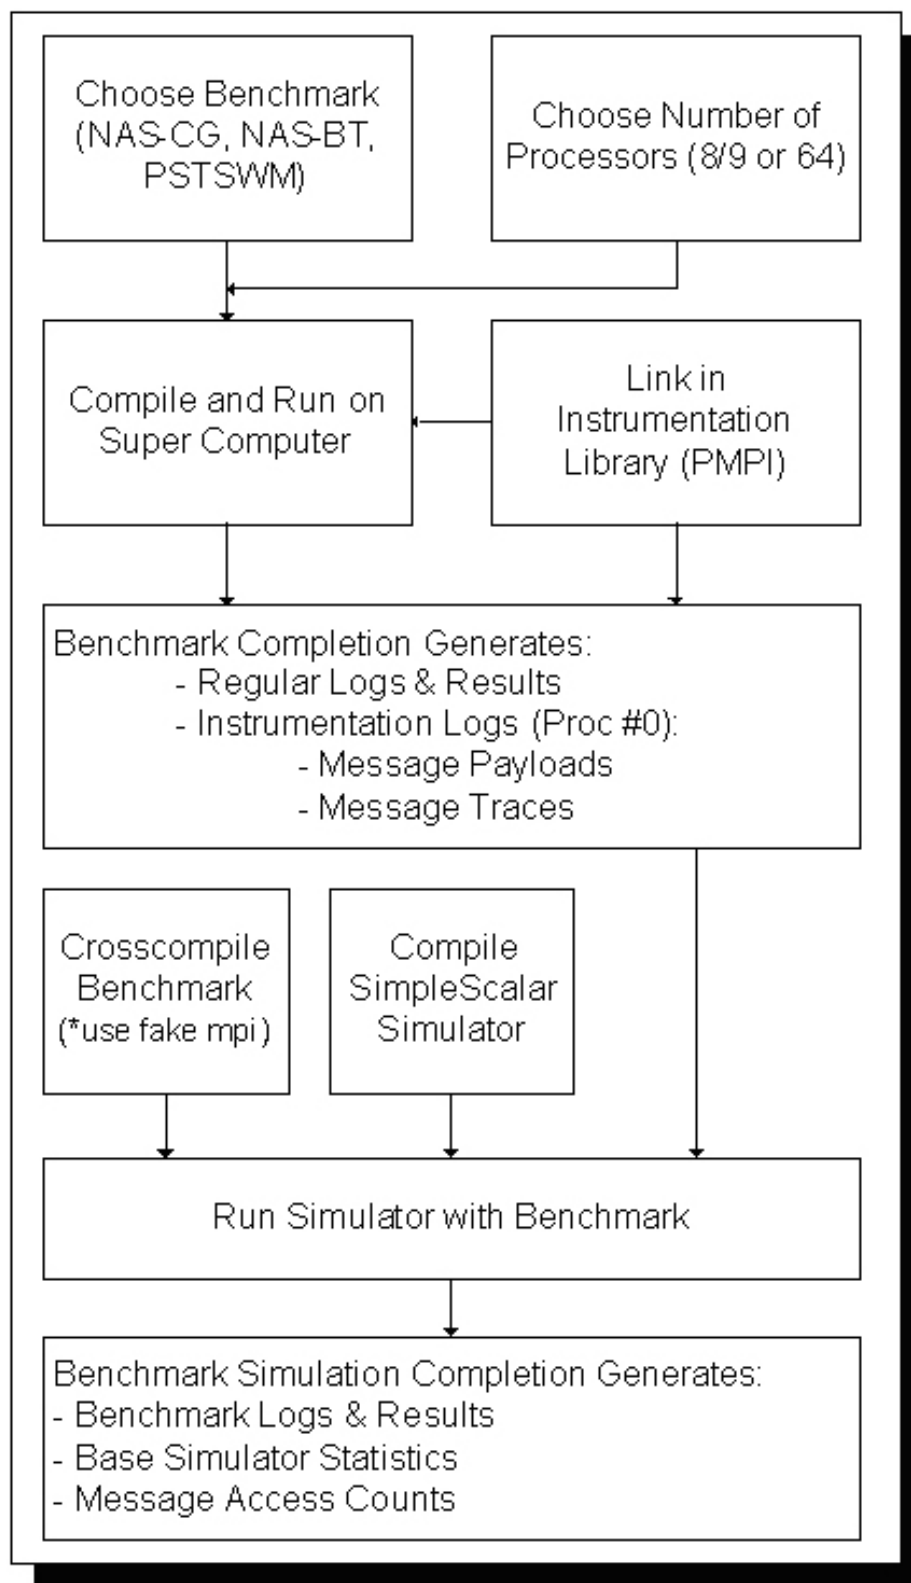 Choose Benchmark
(NAS-CG, NAS-BT,
PSTSWM)
Choose Number of
Processors (8/9 or 64)
Compile and Run on
Super Computer
Link in
Instrumentation
Library (PMPI)
Benchmark Completion Generates:
- Regular Logs & Results
- Instrumentation Logs (Proc #0):
- Message Payloads
- Message Traces
Crosscompile
Benchmark
(*use fake mpi)
Compile
SimpleScalar
Simulator
Run Simulator with Benchmark
Benchmark Simulation Completion Generates:
- Benchmark Logs & Results
- Base Simulator Statistics
- Message Access Counts